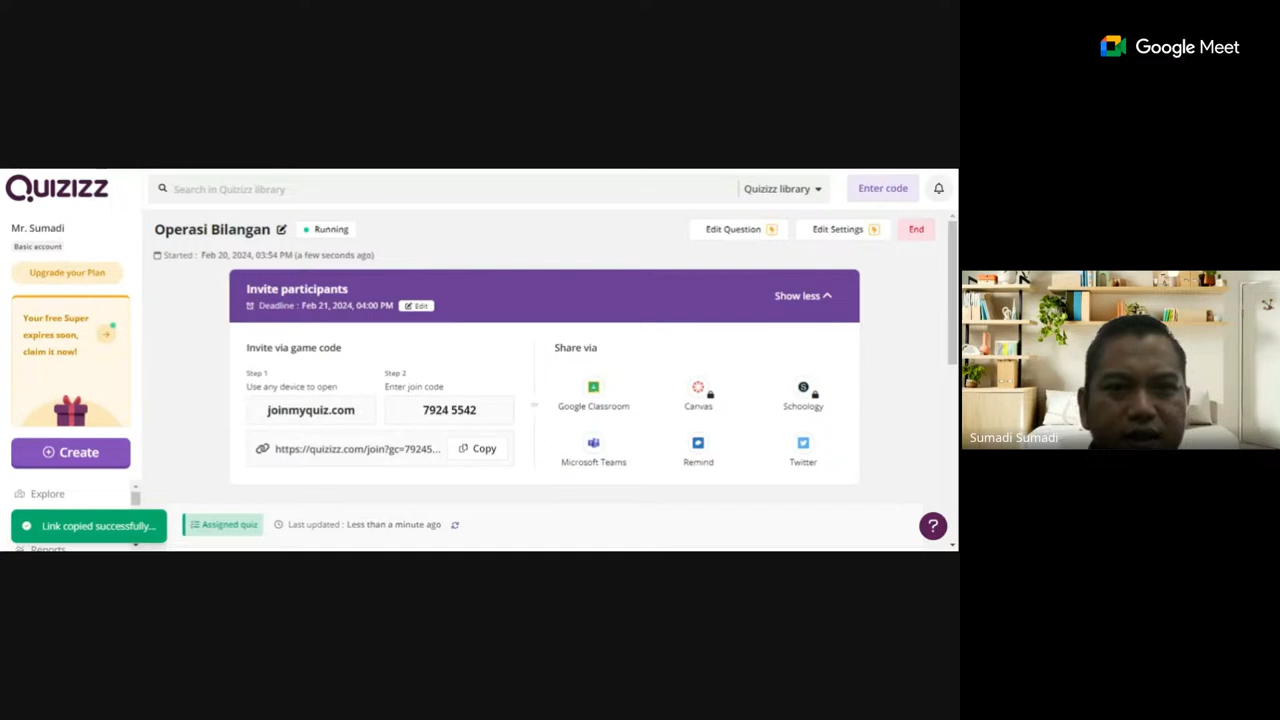 Google Meet
QUIZIZZ
Search in Quizizz library
Quizizz library
Enter code
Mr. Sumadi
Basic account
Upgrade your Plan
Your free Super
expires soon,
claim it now!
Create
Explore
Reports
Link copied successfully...
Operasi Bilangan
Running
Edit Question
Edit Settings
End
Started : Feb 20, 2024, 03:54 PM (a few seconds ago)
Invite participants
Deadline : Feb 21, 2024, 04:00 PM
Edit
Show less
Invite via game code
Step 1
Use any device to open
joinmyquiz.com
Step 2
Enter join code
7924 5542
https://quizizz.com/join?gc=79245...
Copy
or
Share via
Google Classroom
Canvas
Schoology
Microsoft Teams
Remind
Twitter
Assigned quiz
Last updated : Less than a minute ago
?
Sumadi Sumadi